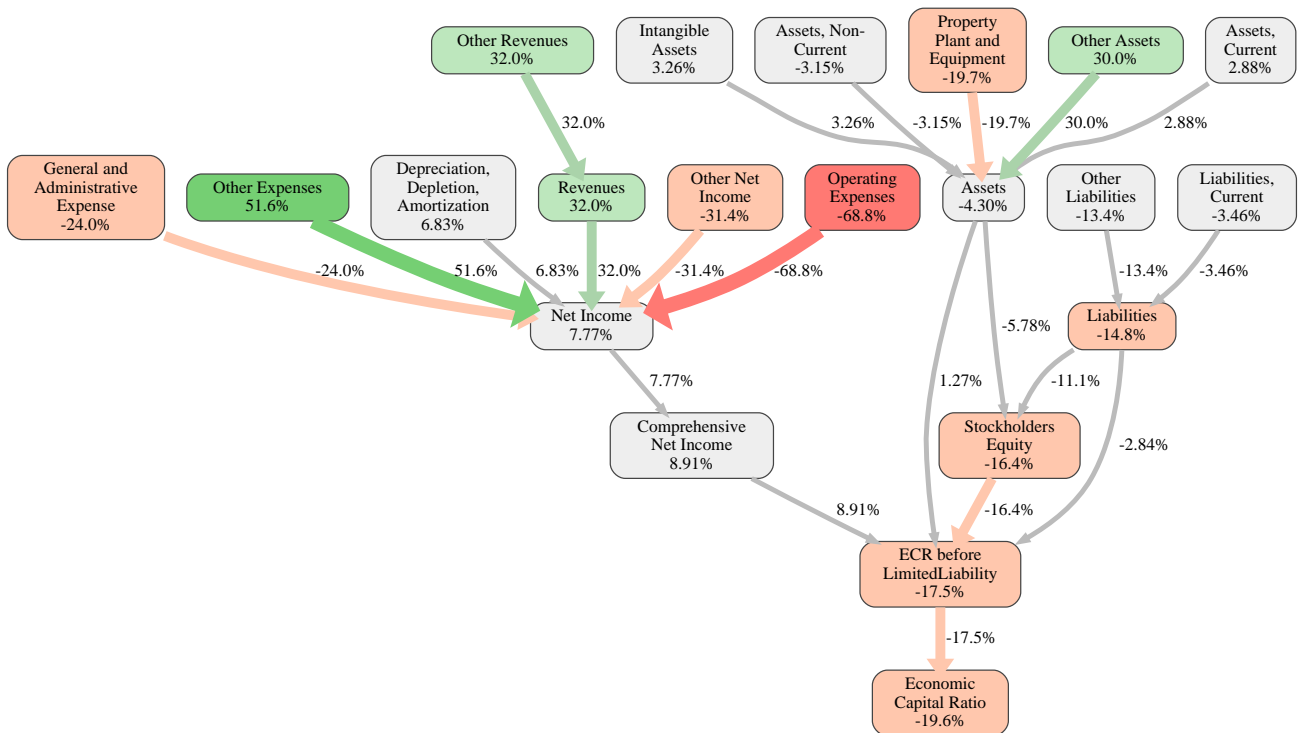 Other Revenues
32.0%
Intangible
Assets
3.26%
Assets, Non-
Current
-3.15%
Property
Plant and
Equipment
-19.7%
Other Assets
30.0%
Assets,
Current
2.88%
32.0%
3.26%
-3.15%
-19.7%
30.0%
2.88%
General and
Administrative
Expense
-24.0%
Other Expenses
51.6%
Depreciation,
Depletion,
Amortization
6.83%
Revenues
32.0%
Other Net
Income
-31.4%
Operating
Expenses
-68.8%
Assets
-4.30%
Other
Liabilities
-13.4%
Liabilities,
Current
-3.46%
-24.0%
51.6%
6.83%
32.0%
-31.4%
-68.8%
-13.4%
-3.46%
Net Income
7.77%
Liabilities
-14.8%
-5.78%
7.77%
1.27%
-11.1%
Comprehensive
Net Income
8.91%
Stockholders
Equity
-16.4%
-2.84%
8.91%
-16.4%
ECR before
LimitedLiability
-17.5%
-17.5%
Economic
Capital Ratio
-19.6%